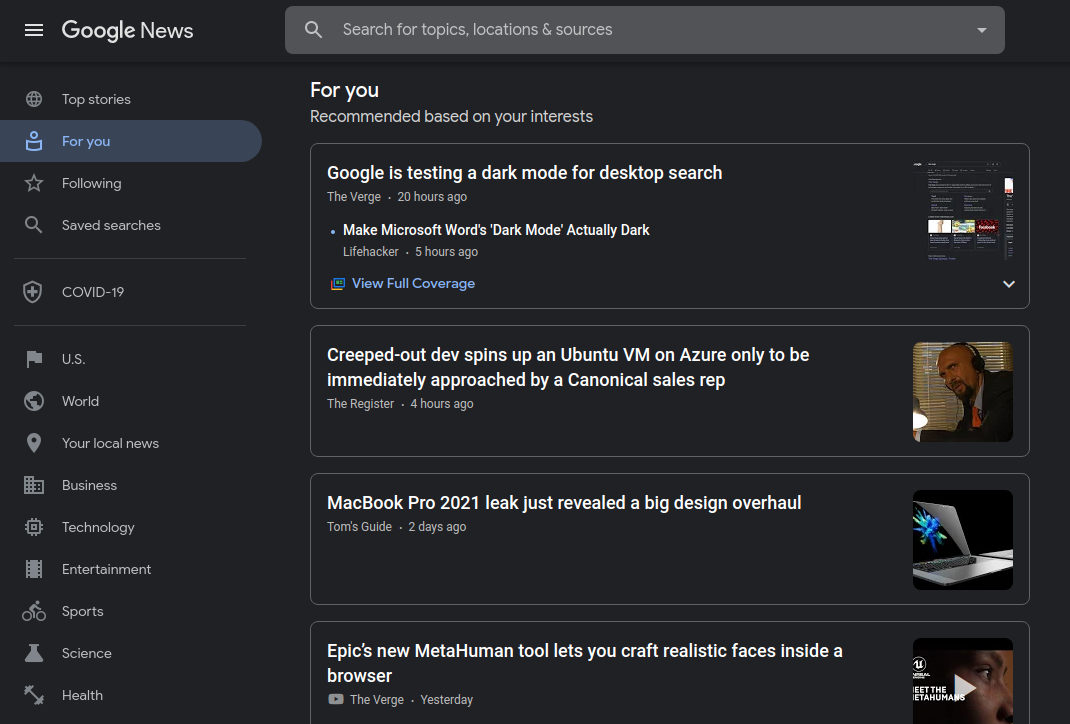 Google News
Search for topics, locations & sources
Top stories
For you
Following
Saved searches
COVID-19
U.S.
World
Your local news
Business
Technology
Entertainment
Sports
Science
Health
For you
Recommended based on your interests
Google is testing a dark mode for desktop search
The Verge · 20 hours ago
Make Microsoft Word's 'Dark Mode' Actually Dark
Lifehacker · 5 hours ago
View Full Coverage
Creeped-out dev spins up an Ubuntu VM on Azure only to be
immediately approached by a Canonical sales rep
The Register · 4 hours ago
MacBook Pro 2021 leak just revealed a big design overhaul
Tom's Guide · 2 days ago
Epic’s new MetaHuman tool lets you craft realistic faces inside a
browser
The Verge · Yesterday
MEET THE
METAHUMANS